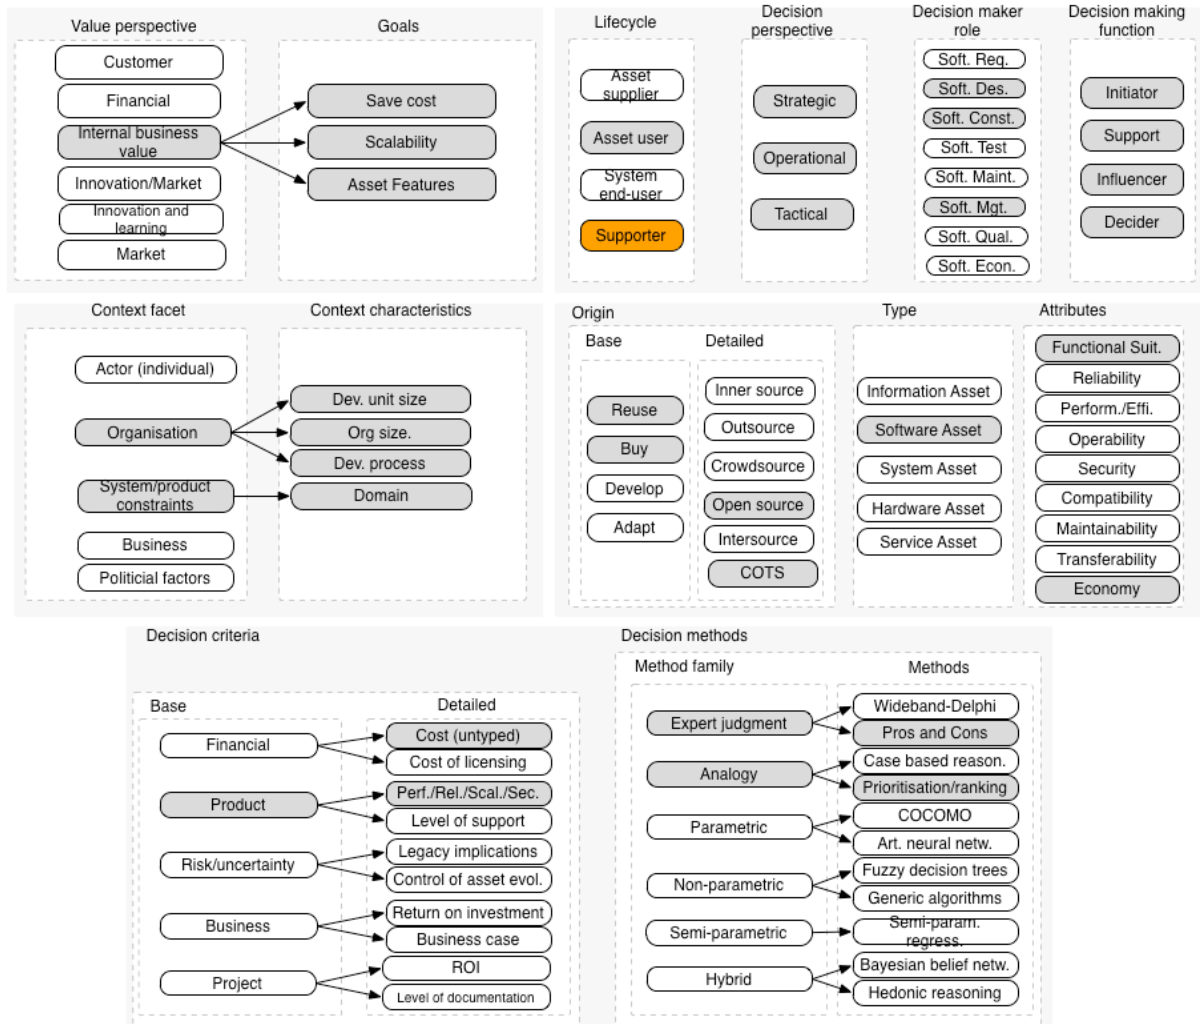 Value perspective
Goals
Customer
Financial
Internal business
value
Innovation/Market
Innovation and
learning
Market
Save cost
Scalability
Asset Features
Lifecycle
Asset
supplier
Asset user
System
end-user
Supporter
Decision
perspective
Strategic
Operational
Tactical
Decision maker
role
Soft. Req.
Soft. Des.
Soft. Const.
Soft. Test
Soft. Maint.
Soft. Mgt.
Soft. Qual.
Soft. Econ.
Decision making
function
Initiator
Support
Influencer
Decider
Context facet
Context characteristics
Actor (individual)
Organisation
System/product
constraints
Business
Politicial factors
Dev. unit size
Org size.
Dev. process
Domain
Origin
Base
Reuse
Buy
Develop
Adapt
Detailed
Inner source
Outsource
Crowdsource
Open source
Intersource
COTS
Type
Information Asset
Software Asset
System Asset
Hardware Asset
Service Asset
Attributes
Functional Suit.
Reliability
Perform./Effi.
Operability
Security
Compatibility
Maintainability
Transferability
Economy
Decision criteria
Base
Financial
Product
Risk/uncertainty
Business
Project
Detailed
Cost (untyped)
Cost of licensing
Perf./Rel./Scal./Sec.
Level of support
Legacy implications
Control of asset evol.
Return on investment
Business case
ROI
Level of documentation
Decision methods
Method family
Expert judgment
Analogy
Parametric
Non-parametric
Semi-parametric
Hybrid
Methods
Wideband-Delphi
Pros and Cons
Case based reason.
Prioritisation/ranking
COCOMO
Art. neural netw.
Fuzzy decision trees
Generic algorithms
Semi-param.
regress.
Bayesian belief netw.
Hedonic reasoning